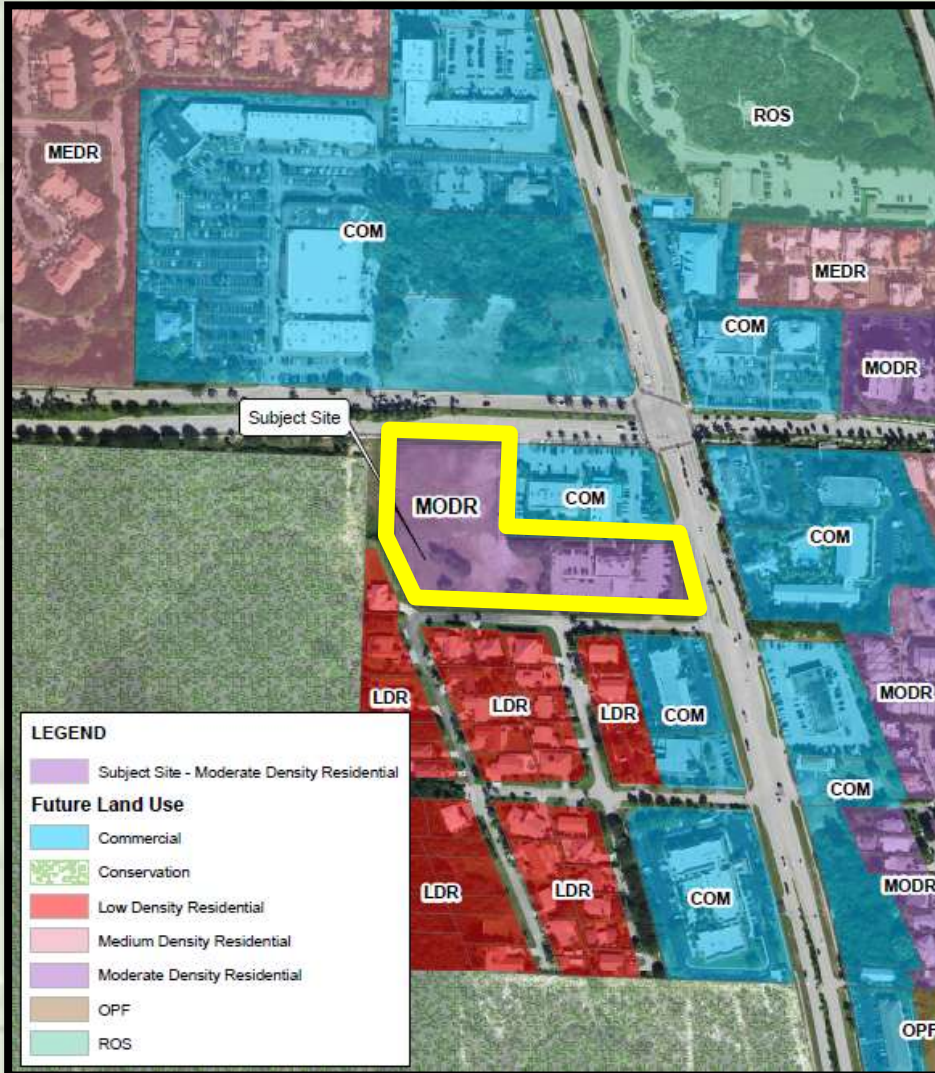 ROS
MEDR
COM
MEDR
COM
MODR
Subject Site
MODR
COM
COM
LDR
LDR
LDR
COM
MODR
COM
LDR
LDR
COM
MODR
OPF
LEGEND
Subject Site - Moderate Density Residential
Future Land Use
Commercial
Conservation
Low Density Residential
Medium Density Residential
Moderate Density Residential
OPF
ROS